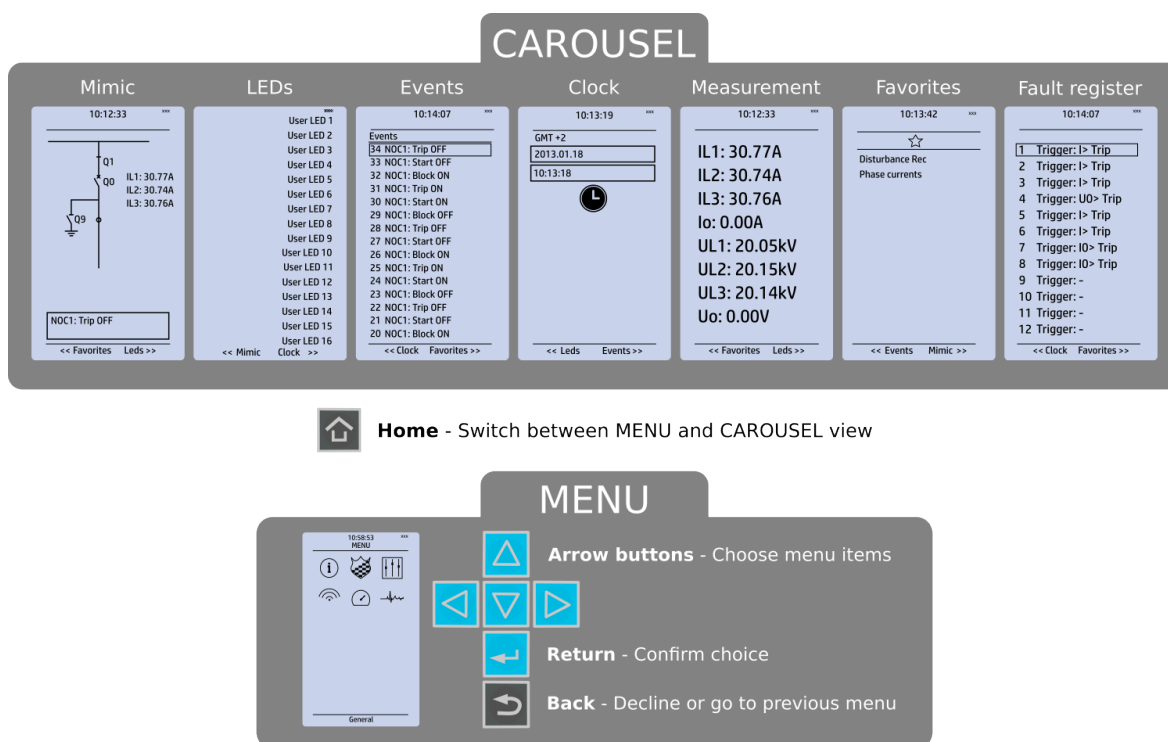 CAROUSEL
Mimic
10:12:33 xxx
Q1
Q0
IL1: 30.77A
IL2: 30.74A
IL3: 30.76A
Q9
NOC1: Trip OFF
<< Favorites Leds >>
LEDs
User LED 1
User LED 2
User LED 3
User LED 4
User LED 5
User LED 6
User LED 7
User LED 8
User LED 9
User LED 10
User LED 11
User LED 12
User LED 13
User LED 14
User LED 15
User LED 16
<< Mimic Clock >>
Events
10:14:07 xxx
Events
34 NOC1: Trip OFF
33 NOC1: Start OFF
32 NOC1: Block ON
31 NOC1: Trip ON
30 NOC1: Start ON
29 NOC1: Block OFF
28 NOC1: Trip OFF
27 NOC1: Start OFF
26 NOC1: Block ON
25 NOC1: Trip ON
24 NOC1: Start ON
23 NOC1: Block OFF
22 NOC1: Trip OFF
21 NOC1: Start OFF
20 NOC1: Block ON
<< Clock Favorites >>
Clock
10:13:19 xxx
GMT +2
2013.01.18
10:13:18
<< Leds Events >>
Measurement
10:12:33 xxx
IL1: 30.77A
IL2: 30.74A
IL3: 30.76A
Io: 0.00A
UL1: 20.05kV
UL2: 20.15kV
UL3: 20.14kV
Uo: 0.00V
<< Favorites Leds >>
Favorites
10:13:42 xxx
Disturbance Rec
Phase currents
<< Events Mimic >>
Fault register
10:14:07 xxx
1 Trigger: I> Trip
2 Trigger: I> Trip
3 Trigger: I> Trip
4 Trigger: U0> Trip
5 Trigger: I> Trip
6 Trigger: I> Trip
7 Trigger: I0> Trip
8 Trigger: I0> Trip
9 Trigger: -
10 Trigger: -
11 Trigger: -
12 Trigger: -
<< Clock Favorites >>
Home - Switch between MENU and CAROUSEL view
MENU
10:58:53 xxx
MENU
General
Arrow buttons - Choose menu items
Return - Confirm choice
Back - Decline or go to previous menu